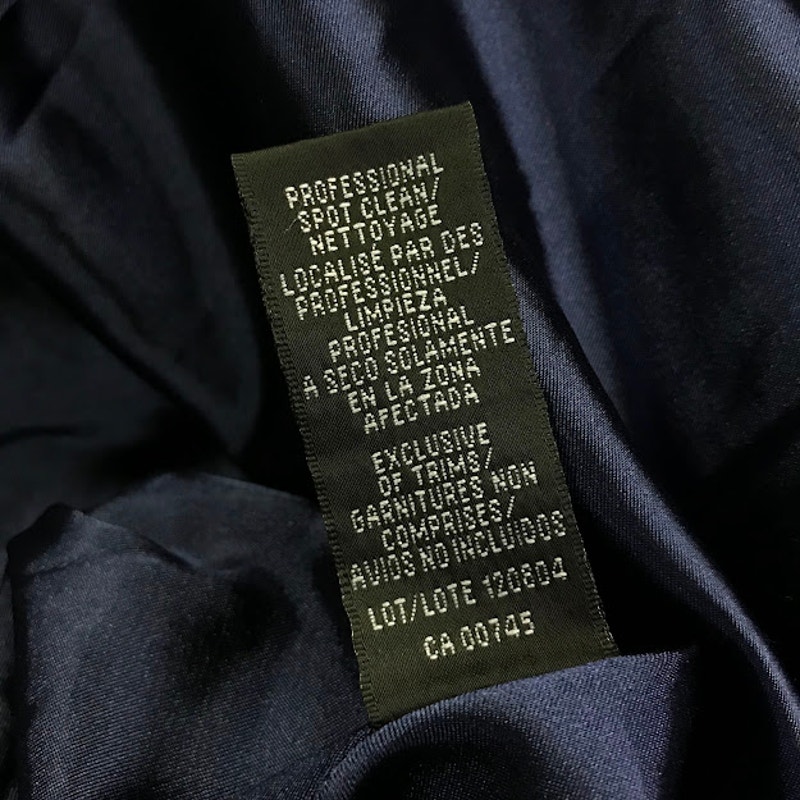 PROFESSIONAL
SPOT CLEAN/
NETTOYAGE
LOCALISÉ PAR DES
PROFESSIONNEL/
LIMPIEZA
PROFESIONAL
A SECO SOLAMENTE
EN LA ZONA
AFECTADA
EXCLUSIVE
OF TRIMS/
GARNITURES NON
COMPRISES/
AVIOS NO INCLUIDOS
LOT/LOTE 120804
CA 00745